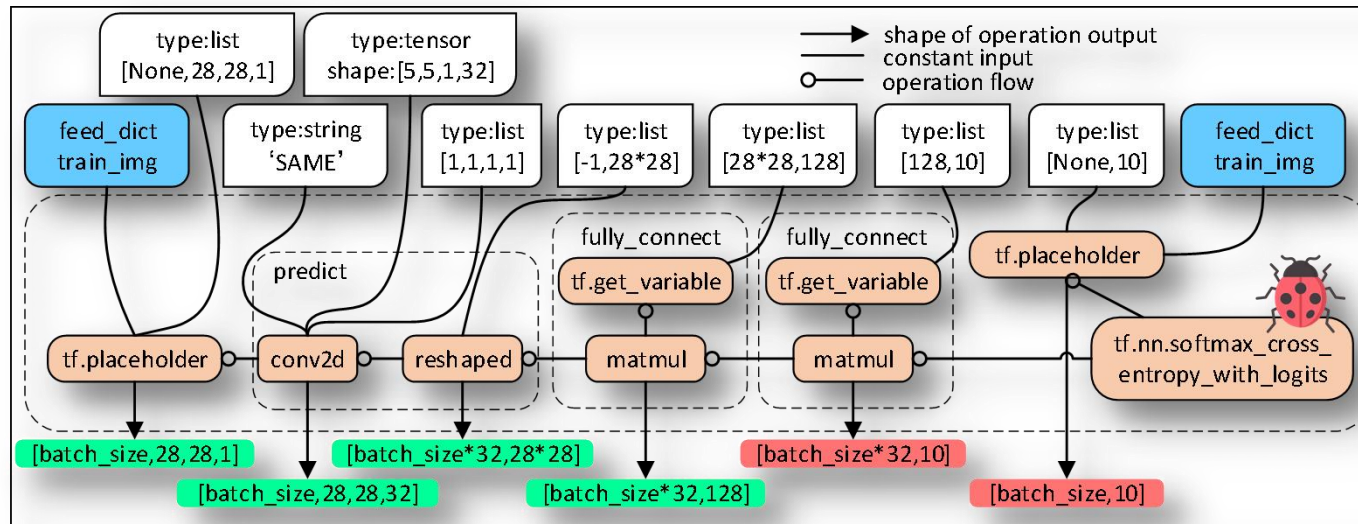 type:list
[None,28,28,1]
type:tensor
shape:[5,5,1,32]
shape of operation output
constant input
operation flow
feed_dict
train_img
type:string
‘SAME’
type:list
[1,1,1,1]
type:list
[-1,28*28]
type:list
[28*28,128]
type:list
[128,10]
type:list
[None,10]
feed_dict
train_img
predict
fully_connect
tf.get_variable
fully_connect
tf.get_variable
tf.placeholder
tf.placeholder
conv2d
reshaped
matmul
matmul
tf.nn.softmax_cross_
entropy_with_logits
[batch_size,28,28,1]
[batch_size*32,28*28]
[batch_size*32,10]
[batch_size,28,28,32]
[batch_size*32,128]
[batch_size,10]